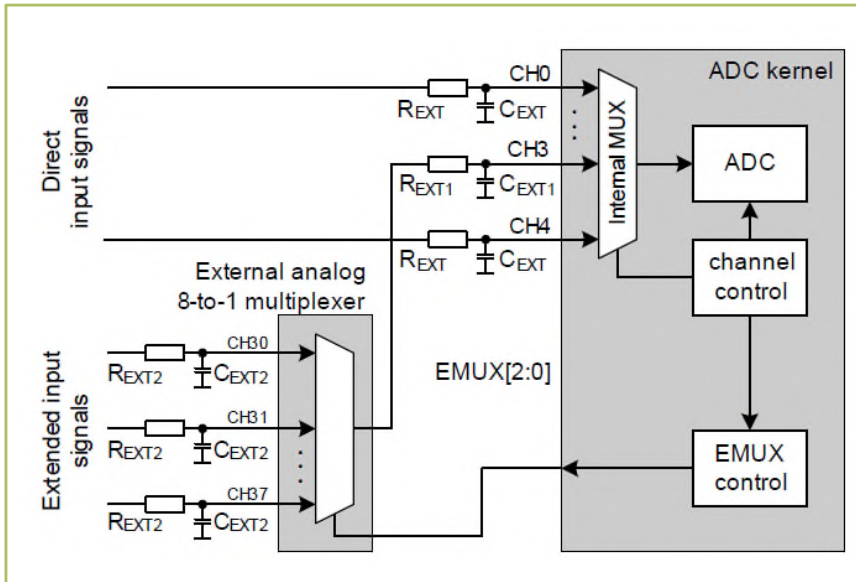 ADC kernel
CH0
REXT
CEXT
Direct
input signals
CH3
REXT1
CEXT1
Internal MUX
ADC
CH4
REXT
CEXT
channel
control
External analog
8-to-1 multiplexer
CH30
REXT2
CEXT2
EMUX[2:0]
Extended input
signals
CH31
REXT2
CEXT2
CH37
REXT2
CEXT2
EMUX
control